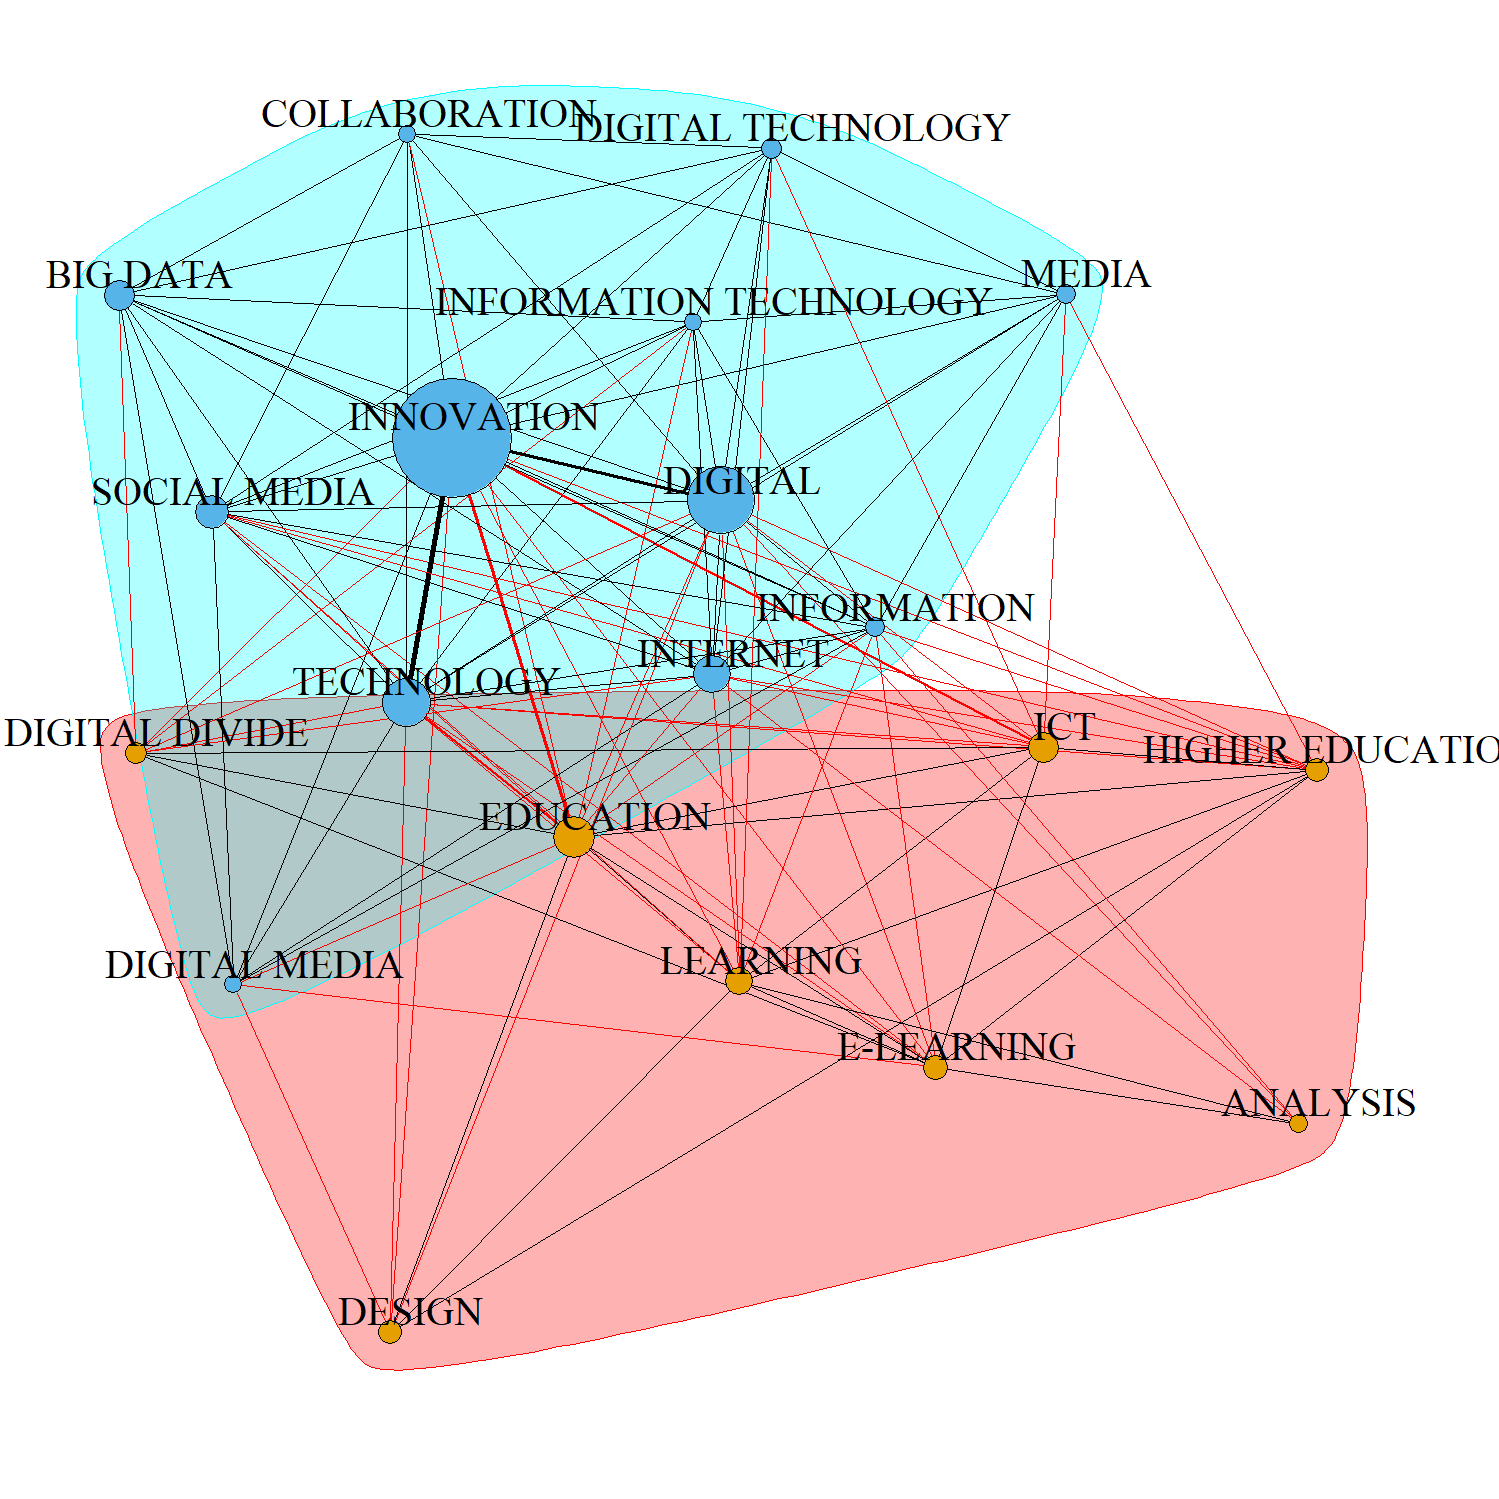 COLLABORATION
DIGITAL TECHNOLOGY
BIG DATA
MEDIA
INFORMATION TECHNOLOGY
INNOVATION
DIGITAL
SOCIAL MEDIA
INFORMATION
INTERNET
TECHNOLOGY
DIGITAL DIVIDE
ICT
HIGHER EDUCATIO
EDUCATION
LEARNING
DIGITAL MEDIA
E-LEARNING
ANALYSIS
DESIGN